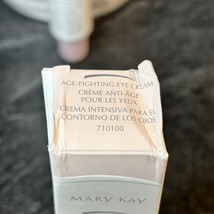 AGE-FIGHTING EYE CREAM
CRÈME ANTI-ÂGE
POUR LES YEUX
CREMA INTENSIVA PARA EL
CONTORNO DE LOS OJOS
710100
MARY KAY